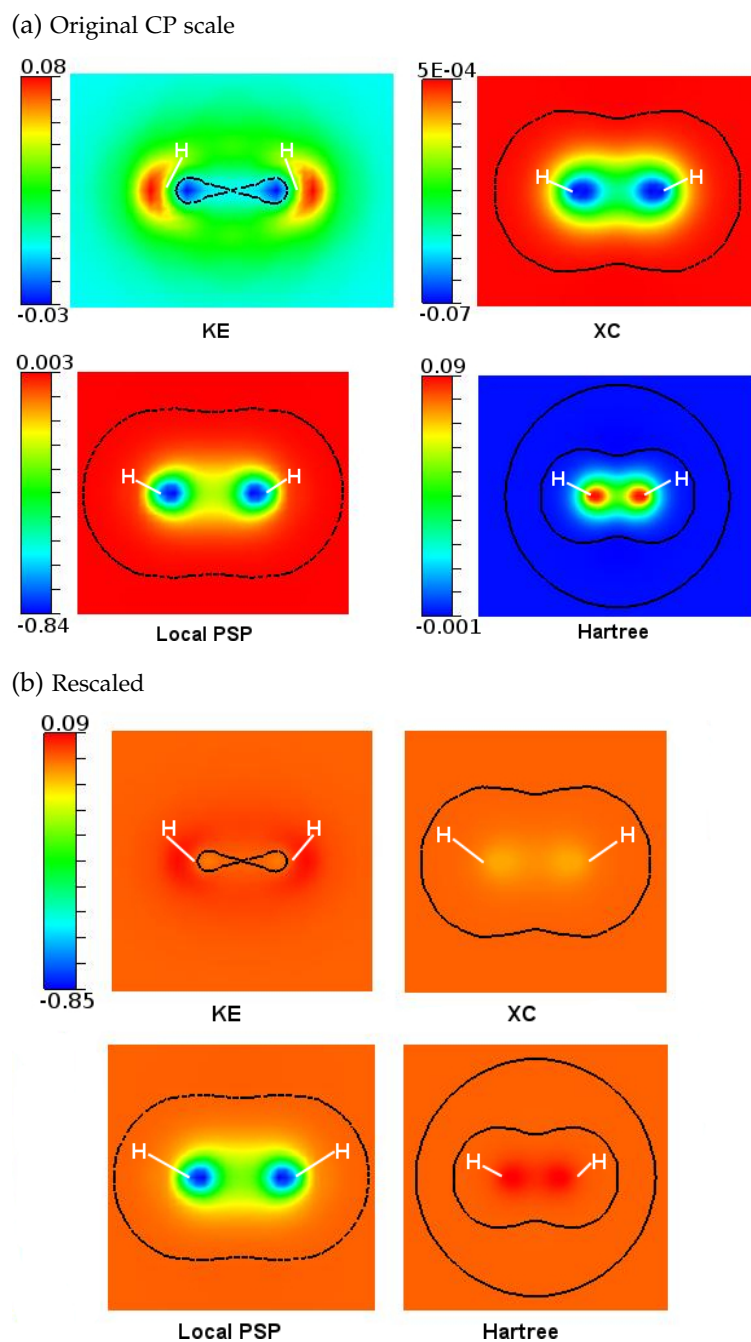 (a) Original CP scale
0.08
5E-04
H
H
H
H
-0.03
KE
-0.07
XC
0.003
0.09
H
H
H
H
-0.84
Local PSP
-0.001
Hartree
(b) Rescaled
0.09
H
H
H
H
-0.85
KE
XC
H
H
H
H
Local PSP
Hartree